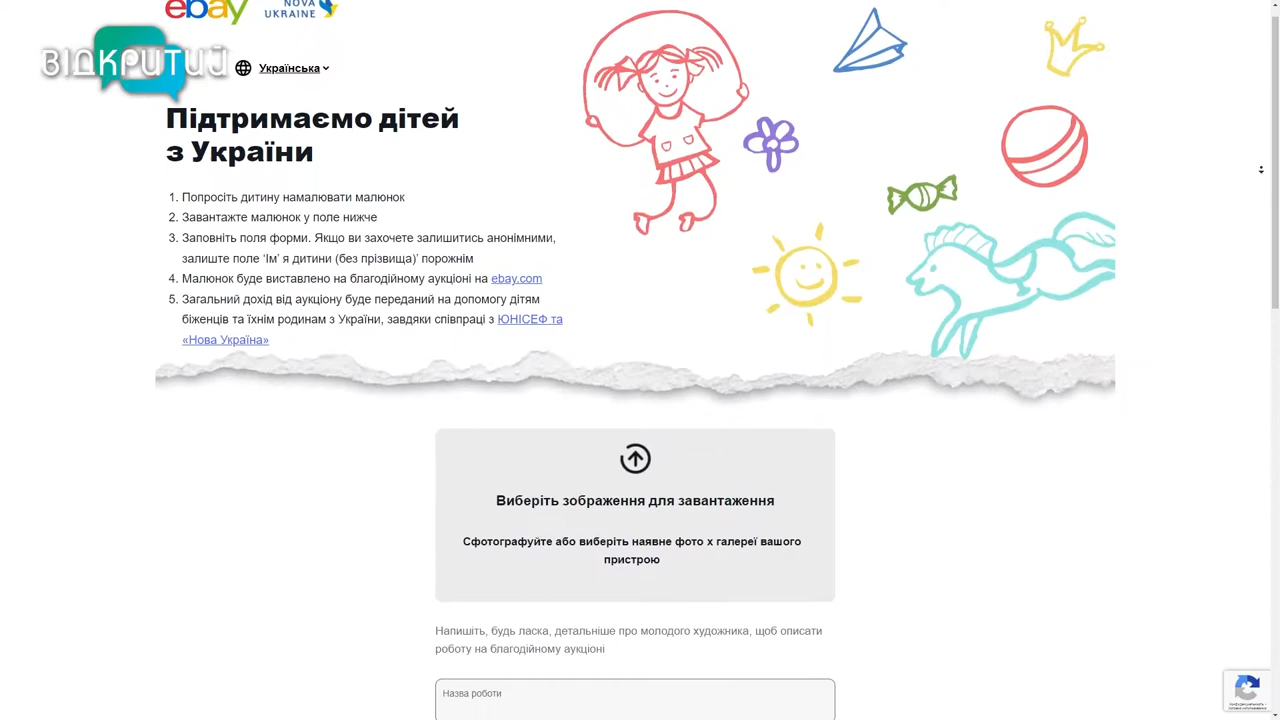 ebay
NOVA
UKRAINE
ВІДКРИТИЙ
Українська
Підтримаємо дітей
з України
1. Попросіть дитину намалювати малюнок
2. Завантажте малюнок у поле нижче
3. Заповніть поля форми. Якщо ви захочете залишитись анонімними,
залиште поле 'Ім' я дитини (без прізвища)' порожнім
4. Малюнок буде виставлено на благодійному аукціоні на ebay.com
5. Загальний дохід від аукціону буде переданий на допомогу дітям
біженців та їхнім родинам з України, завдяки співпраці з ЮНІСЕФ та
«Нова Україна»
Виберіть зображення для завантаження
Сфотографуйте або виберіть наявне фото х галереї вашого
пристрою
Напишіть, будь ласка, детальніше про молодого художника, щоб описати
роботу на благодійному аукціоні
Назва роботи